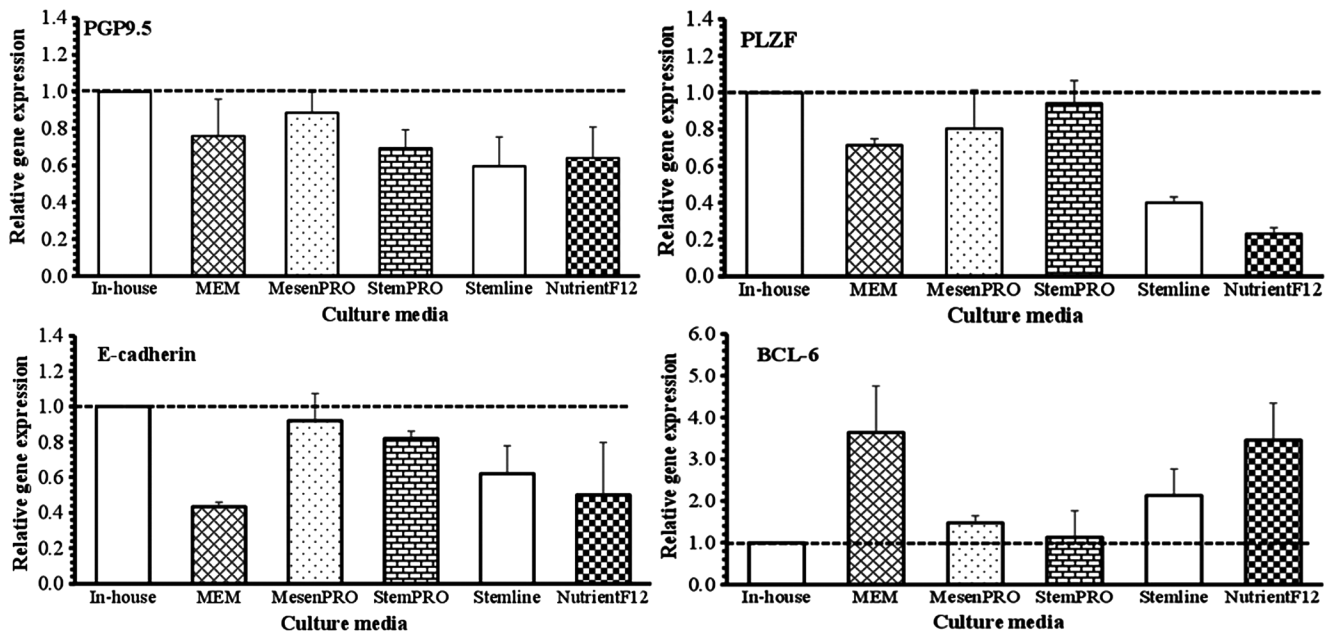 PGP9.5
Relative gene expression
1.4
1.2
1.0
0.8
0.6
0.4
0.2
0.0
In-house MEM MesenPRO StemPRO Stemline NutrientF12
Culture media
PLZF
Relative gene expression
1.4
1.2
1.0
0.8
0.6
0.4
0.2
0.0
In-house MEM MesenPRO StemPRO Stemline NutrientF12
Culture media
E-cadherin
Relative gene expression
1.4
1.2
1.0
0.8
0.6
0.4
0.2
0.0
In-house MEM MesenPRO StemPRO Stemline NutrientF12
Culture media
BCL-6
Relative gene expression
6.0
5.0
4.0
3.0
2.0
1.0
0.0
In-house MEM MesenPRO StemPRO Stemline NutrientF12
Culture media